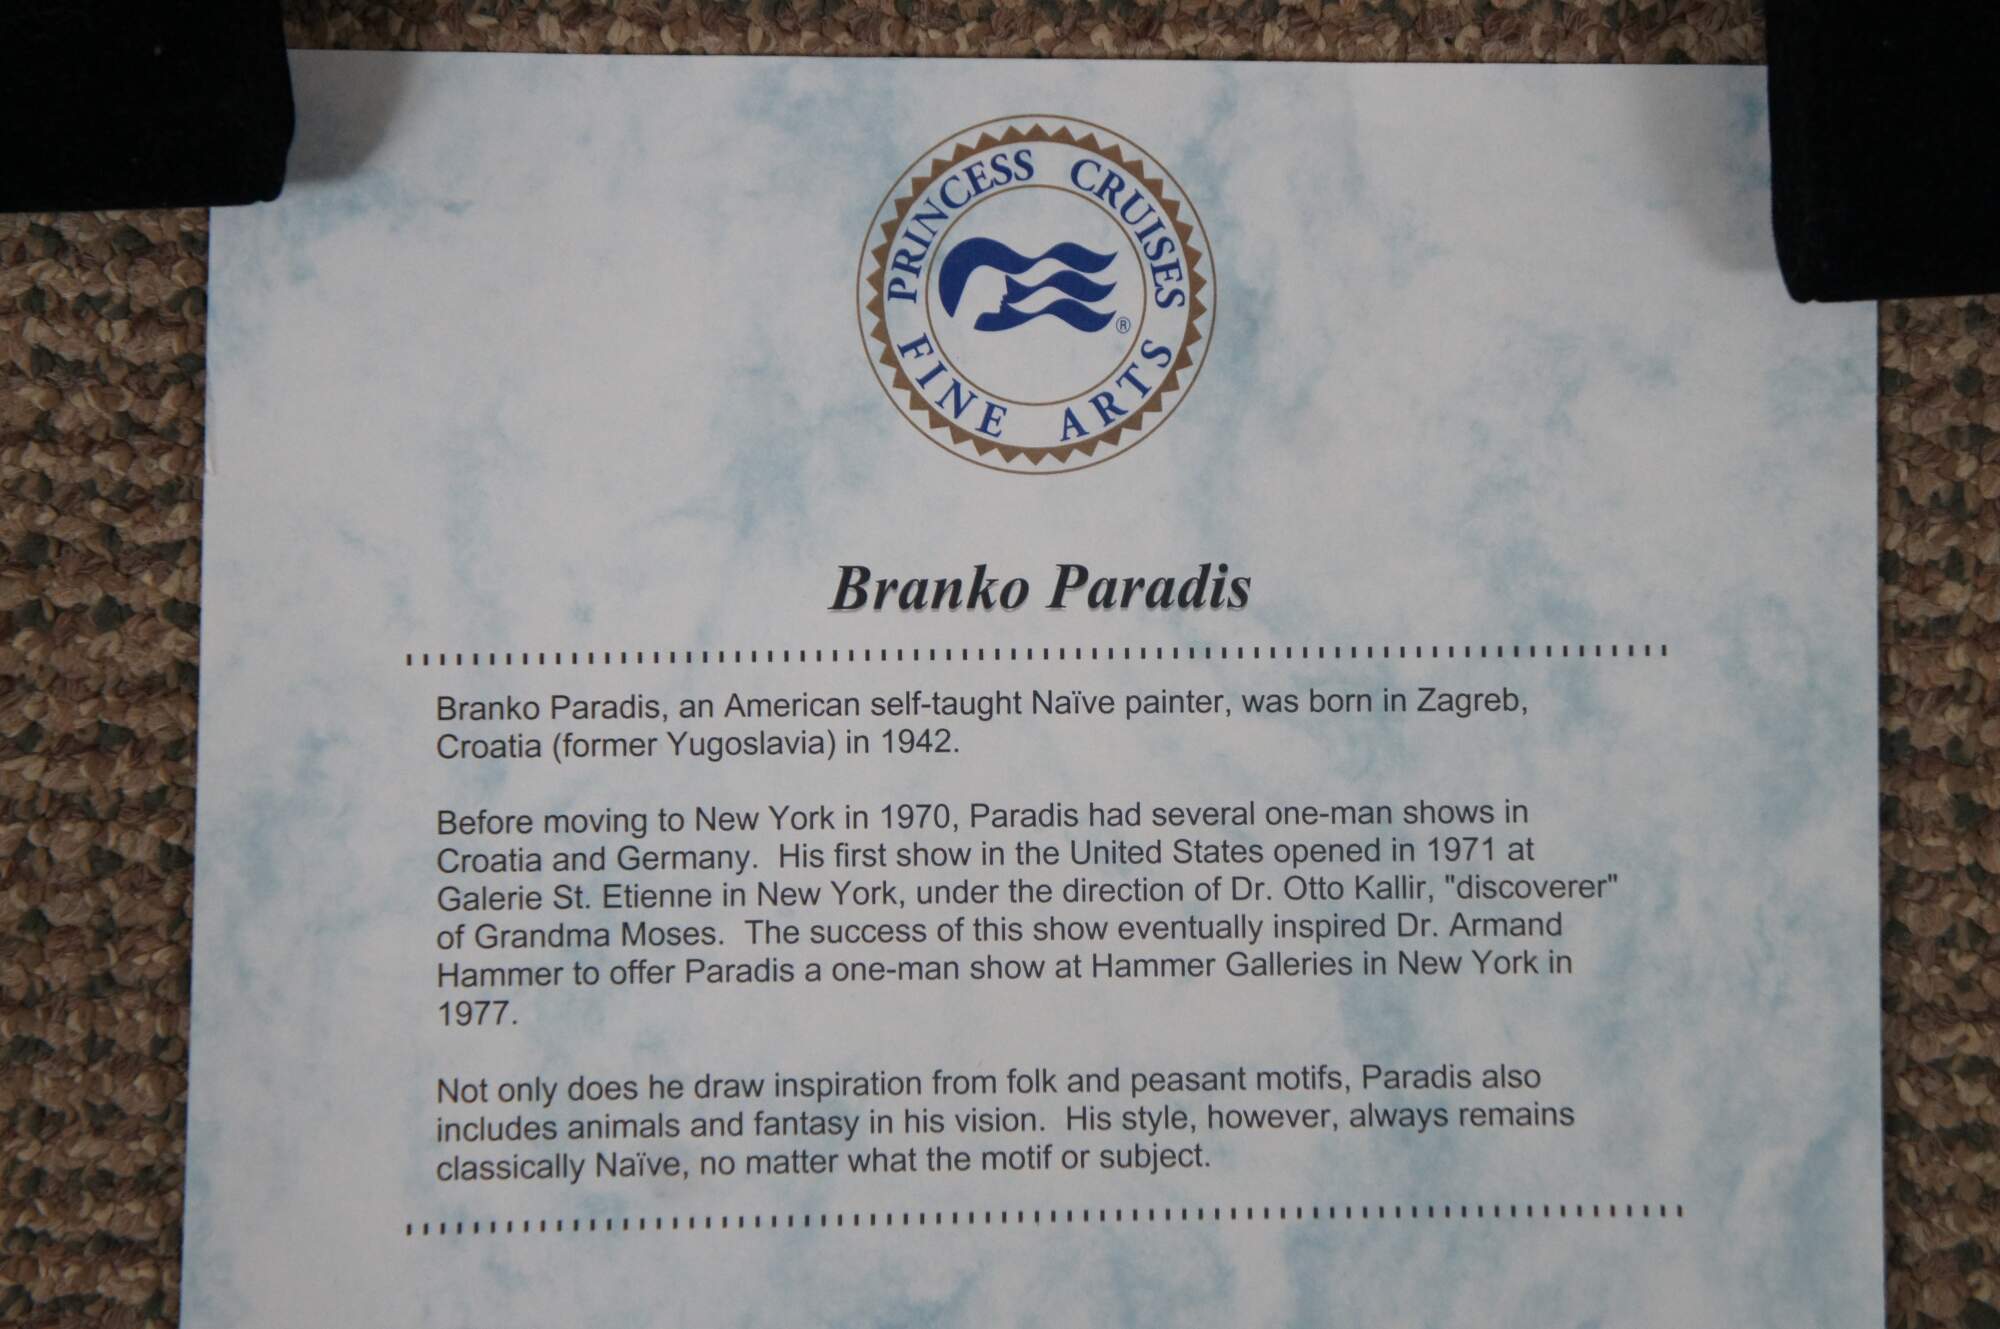 PRINCESS CRUISES
FINE ARTS
®
Branko Paradis
Branko Paradis, an American self-taught Naïve painter, was born in Zagreb,
Croatia (former Yugoslavia) in 1942.
Before moving to New York in 1970, Paradis had several one-man shows in
Croatia and Germany.  His first show in the United States opened in 1971 at
Galerie St. Etienne in New York, under the direction of Dr. Otto Kallir, "discoverer"
of Grandma Moses.  The success of this show eventually inspired Dr. Armand
Hammer to offer Paradis a one-man show at Hammer Galleries in New York in
1977.
Not only does he draw inspiration from folk and peasant motifs, Paradis also
includes animals and fantasy in his vision.  His style, however, always remains
classically Naïve, no matter what the motif or subject.